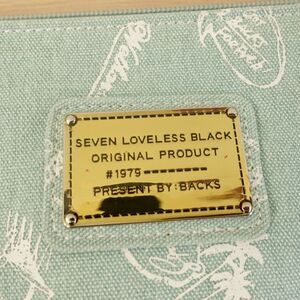 SEVEN LOVELESS BLACK
ORIGINAL PRODUCT
#1979
PRESENT BY:BACKS